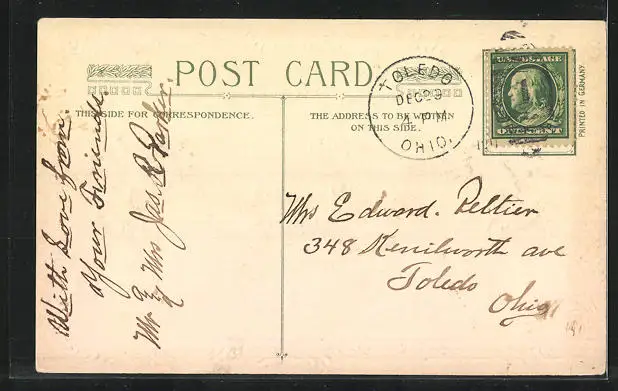 POST CARD
THE SIDE FOR CORRESPONDENCE.
THE ADDRESS TO BE WRITTEN
ON THIS SIDE.
TOLEDO
DEC 29
OHIO.
U.S. POSTAGE
ONE CENT
PRINTED IN GERMANY.
With Love from
your Friends.
Mr & Mrs Jas R
Mrs Edward. Peltier
348 Kenilworth ave
Toledo
Ohio